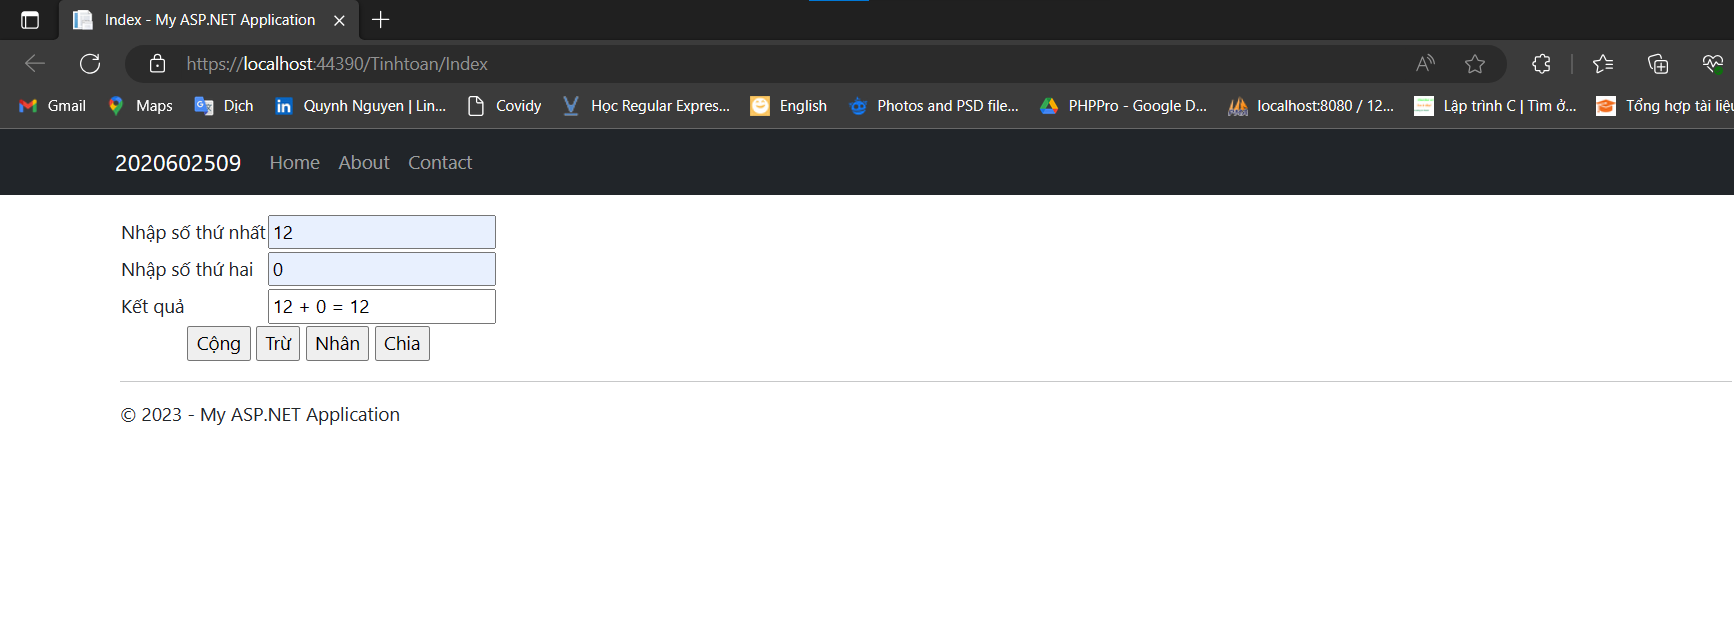 Index - My ASP.NET Application
https://localhost:44390/Tinhtoan/Index
Gmail Maps Dịch Quynh Nguyen | Lin... Covidy Học Regular Expres... English Photos and PSD file... PHPPro - Google D... localhost:8080 / 12... Lập trình C | Tìm ở... Tổng hợp tài liệu
2020602509 Home About Contact
Nhập số thứ nhất 12
Nhập số thứ hai 0
Kết quả 12 + 0 = 12
Cộng Trừ Nhân Chia
© 2023 - My ASP.NET Application